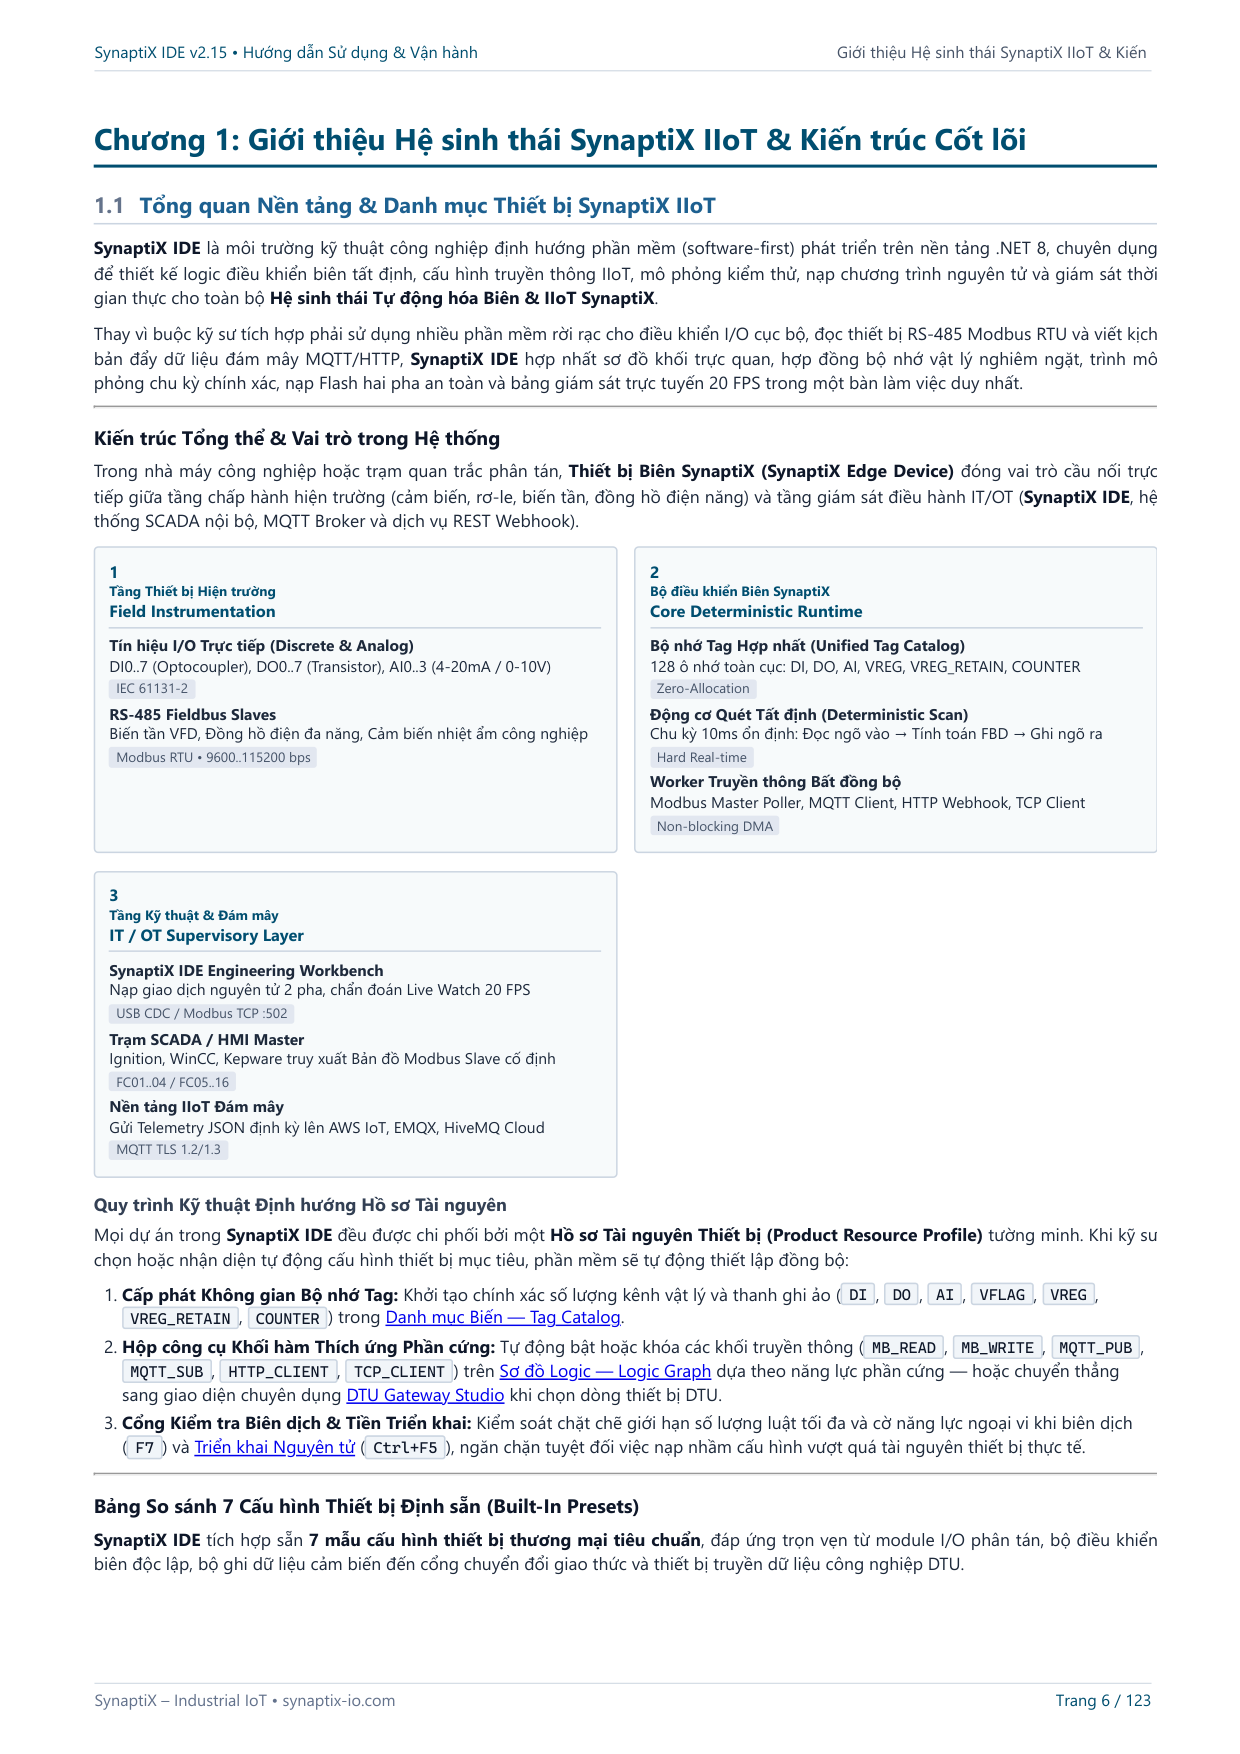 SynaptiX IDE v2.15 • Hướng dẫn Sử dụng & Vận hành
Giới thiệu Hệ sinh thái SynaptiX IIoT & Kiến
Chương 1: Giới thiệu Hệ sinh thái SynaptiX IIoT & Kiến trúc Cốt lõi
1.1 Tổng quan Nền tảng & Danh mục Thiết bị SynaptiX IIoT
SynaptiX IDE là môi trường kỹ thuật công nghiệp định hướng phần mềm (software-first) phát triển trên nền tảng .NET 8, chuyên dụng
để thiết kế logic điều khiển biên tất định, cấu hình truyền thông IIoT, mô phỏng kiểm thử, nạp chương trình nguyên tử và giám sát thời
gian thực cho toàn bộ Hệ sinh thái Tự động hóa Biên & IIoT SynaptiX.
Thay vì buộc kỹ sư tích hợp phải sử dụng nhiều phần mềm rời rạc cho điều khiển I/O cục bộ, đọc thiết bị RS-485 Modbus RTU và viết kịch
bản đẩy dữ liệu đám mây MQTT/HTTP, SynaptiX IDE hợp nhất sơ đồ khối trực quan, hợp đồng bộ nhớ vật lý nghiêm ngặt, trình mô
phỏng chu kỳ chính xác, nạp Flash hai pha an toàn và bảng giám sát trực tuyến 20 FPS trong một bàn làm việc duy nhất.
Kiến trúc Tổng thể & Vai trò trong Hệ thống
Trong nhà máy công nghiệp hoặc trạm quan trắc phân tán, Thiết bị Biên SynaptiX (SynaptiX Edge Device) đóng vai trò cầu nối trực
tiếp giữa tầng chấp hành hiện trường (cảm biến, rơ-le, biến tần, đồng hồ điện năng) và tầng giám sát điều hành IT/OT (SynaptiX IDE, hệ
thống SCADA nội bộ, MQTT Broker và dịch vụ REST Webhook).
1
Tầng Thiết bị Hiện trường
Field Instrumentation
Tín hiệu I/O Trực tiếp (Discrete & Analog)
DI0..7 (Optocoupler), DO0..7 (Transistor), AI0..3 (4-20mA / 0-10V)
IEC 61131-2
RS-485 Fieldbus Slaves
Biến tần VFD, Đồng hồ điện đa năng, Cảm biến nhiệt ẩm công nghiệp
Modbus RTU • 9600..115200 bps
2
Bộ điều khiển Biên SynaptiX
Core Deterministic Runtime
Bộ nhớ Tag Hợp nhất (Unified Tag Catalog)
128 ô nhớ toàn cục: DI, DO, AI, VREG, VREG_RETAIN, COUNTER
Zero-Allocation
Động cơ Quét Tất định (Deterministic Scan)
Chu kỳ 10ms ổn định: Đọc ngõ vào → Tính toán FBD → Ghi ngõ ra
Hard Real-time
Worker Truyền thông Bất đồng bộ
Modbus Master Poller, MQTT Client, HTTP Webhook, TCP Client
Non-blocking DMA
3
Tầng Kỹ thuật & Đám mây
IT / OT Supervisory Layer
SynaptiX IDE Engineering Workbench
Nạp giao dịch nguyên tử 2 pha, chẩn đoán Live Watch 20 FPS
USB CDC / Modbus TCP :502
Trạm SCADA / HMI Master
Ignition, WinCC, Kepware truy xuất Bản đồ Modbus Slave cố định
FC01..04 / FC05..16
Nền tảng IIoT Đám mây
Gửi Telemetry JSON định kỳ lên AWS IoT, EMQX, HiveMQ Cloud
MQTT TLS 1.2/1.3
Quy trình Kỹ thuật Định hướng Hồ sơ Tài nguyên
Mọi dự án trong SynaptiX IDE đều được chi phối bởi một Hồ sơ Tài nguyên Thiết bị (Product Resource Profile) tường minh. Khi kỹ sư
chọn hoặc nhận diện tự động cấu hình thiết bị mục tiêu, phần mềm sẽ tự động thiết lập đồng bộ:
1. Cấp phát Không gian Bộ nhớ Tag: Khởi tạo chính xác số lượng kênh vật lý và thanh ghi ảo ( DI , DO , AI , VFLAG , VREG ,
VREG_RETAIN , COUNTER ) trong Danh mục Biến — Tag Catalog.
2. Hộp công cụ Khối hàm Thích ứng Phần cứng: Tự động bật hoặc khóa các khối truyền thông ( MB_READ , MB_WRITE , MQTT_PUB ,
MQTT_SUB , HTTP_CLIENT , TCP_CLIENT ) trên Sơ đồ Logic — Logic Graph dựa theo năng lực phần cứng — hoặc chuyển thẳng
sang giao diện chuyên dụng DTU Gateway Studio khi chọn dòng thiết bị DTU.
3. Cổng Kiểm tra Biên dịch & Tiền Triển khai: Kiểm soát chặt chẽ giới hạn số lượng luật tối đa và cờ năng lực ngoại vi khi biên dịch
( F7 ) và Triển khai Nguyên tử ( Ctrl+F5 ), ngăn chặn tuyệt đối việc nạp nhầm cấu hình vượt quá tài nguyên thiết bị thực tế.
Bảng So sánh 7 Cấu hình Thiết bị Định sẵn (Built-In Presets)
SynaptiX IDE tích hợp sẵn 7 mẫu cấu hình thiết bị thương mại tiêu chuẩn, đáp ứng trọn vẹn từ module I/O phân tán, bộ điều khiển
biên độc lập, bộ ghi dữ liệu cảm biến đến cổng chuyển đổi giao thức và thiết bị truyền dữ liệu công nghiệp DTU.
SynaptiX – Industrial IoT • synaptix-io.com
Trang 6 / 123